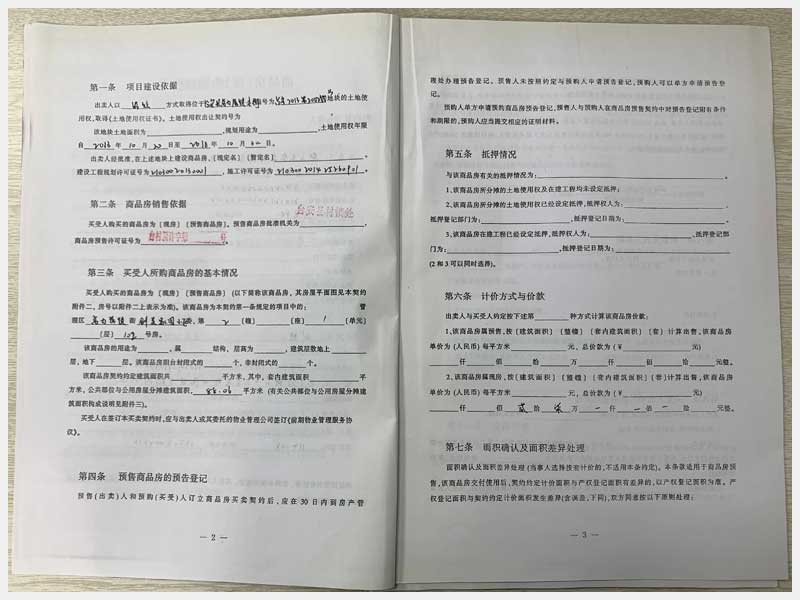 第一条 项目建设依据
出卖人以 方式取得位于 编号为 地块的土地使
用权,取得《土地使用权证书》。土地使用权出让契约号为
该地块土地面积为 ,规划用途为 ,土地使用权年限
自 2013 年 10 月 20 日至 年 10 月 日。
出卖人经批准,在上述地块上建设商品房,〔现定名〕〔暂定名〕 。
建设工程规划许可证号为 ,施工许可证号为 。
第二条 商品房销售依据
买受人购买的商品房为〔现房〕〔预售商品房〕。预售商品房批准机关为 ,
商品房预售许可证号为 。
第三条 买受人所购商品房的基本情况
买受人购买的商品房为〔现房〕〔预售商品房〕(以下简称该商品房,其房屋平面图见本契
约附件二,房号以附件二上表示为准)。该商品房为本契约第一条规定的项目中的: 管
理区 第 2 〔幢〕 〔座〕 1 〔单元〕
〔层〕 号房。
该商品房的用途为 ,属 结构,层高为 ,建筑层数地上
层,地下 层。该商品房阳台封闭式的 个,非封闭式的 个。
该商品房契约约定建筑面积共 平方米,其中,套内建筑面积 平
方米,公共部位与公用房屋分摊建筑面积, 88.06 平方米 (有关公共部位与公用房屋分摊建
筑面积构成说明见附件三)。
买受人在签订本买卖契约时,应与出卖人或其委托的物业管理公司签订《前期物业管理服务协
议》。
第四条 预售商品房的预告登记
预售(出卖)人和预购(买受)人订立商品房买卖契约后,应在30日内到房产管
— 2 —
理处办理预告登记。预售人未按期约定与预购人申请预告登记,预购人可以单方申请预告登
记。
预购人单方申请预购商品房预告登记,预售人与预购人在商品房预售契约中对预告登记附有条件
和期限的,预购人应当提交相应的证明材料。
第五条 抵押情况
与该商品房有关的抵押情况为: 。
1、该商品房所分摊的土地使用权及在建工程均未设定抵押;
2、该商品房所分摊的土地使用权已经设定抵押,抵押权人为: ,
抵押登记部门为: ,抵押登记日期为: 。
3、该商品房在建工程已经设定抵押,抵押权人为: ,抵押登记部
门为: ,抵押登记日期为: 。
(2和3可以同时选择)。
第六条 计价方式与价款
出卖人与买受人约定按下述第 种方式计算该商品房价款:
1、该商品房属预售,按〔建筑面积〕〔整幢〕〔套内建筑面积〕〔套〕计算出售,该商品房
单价为(人民币)每平方米 元,总价款为(¥ 元)
仟 佰 拾 万 仟 佰 拾 元整。
2、该商品房属现房,按〔建筑面积〕〔整幢〕〔套内建筑面积〕〔套〕计算出售,该商品房
单价为(人民币)每平方米 元,总价款为(¥ 元)
仟 佰 贰 拾 万 仟 佰 拾 元整。
第七条 面积确认及面积差异处理
面积确认及面积差异处理(当事人选择按套计价的,不适用本条约定)。本条款适用于商品房预
售,该商品房交付使用后,契约约定计价面积与产权登记面积有差异的,以产权登记面积为准。产
权登记面积与契约约定计价面积发生差异(含误差,下同),双方同意按以下原则处理:
— 3 —